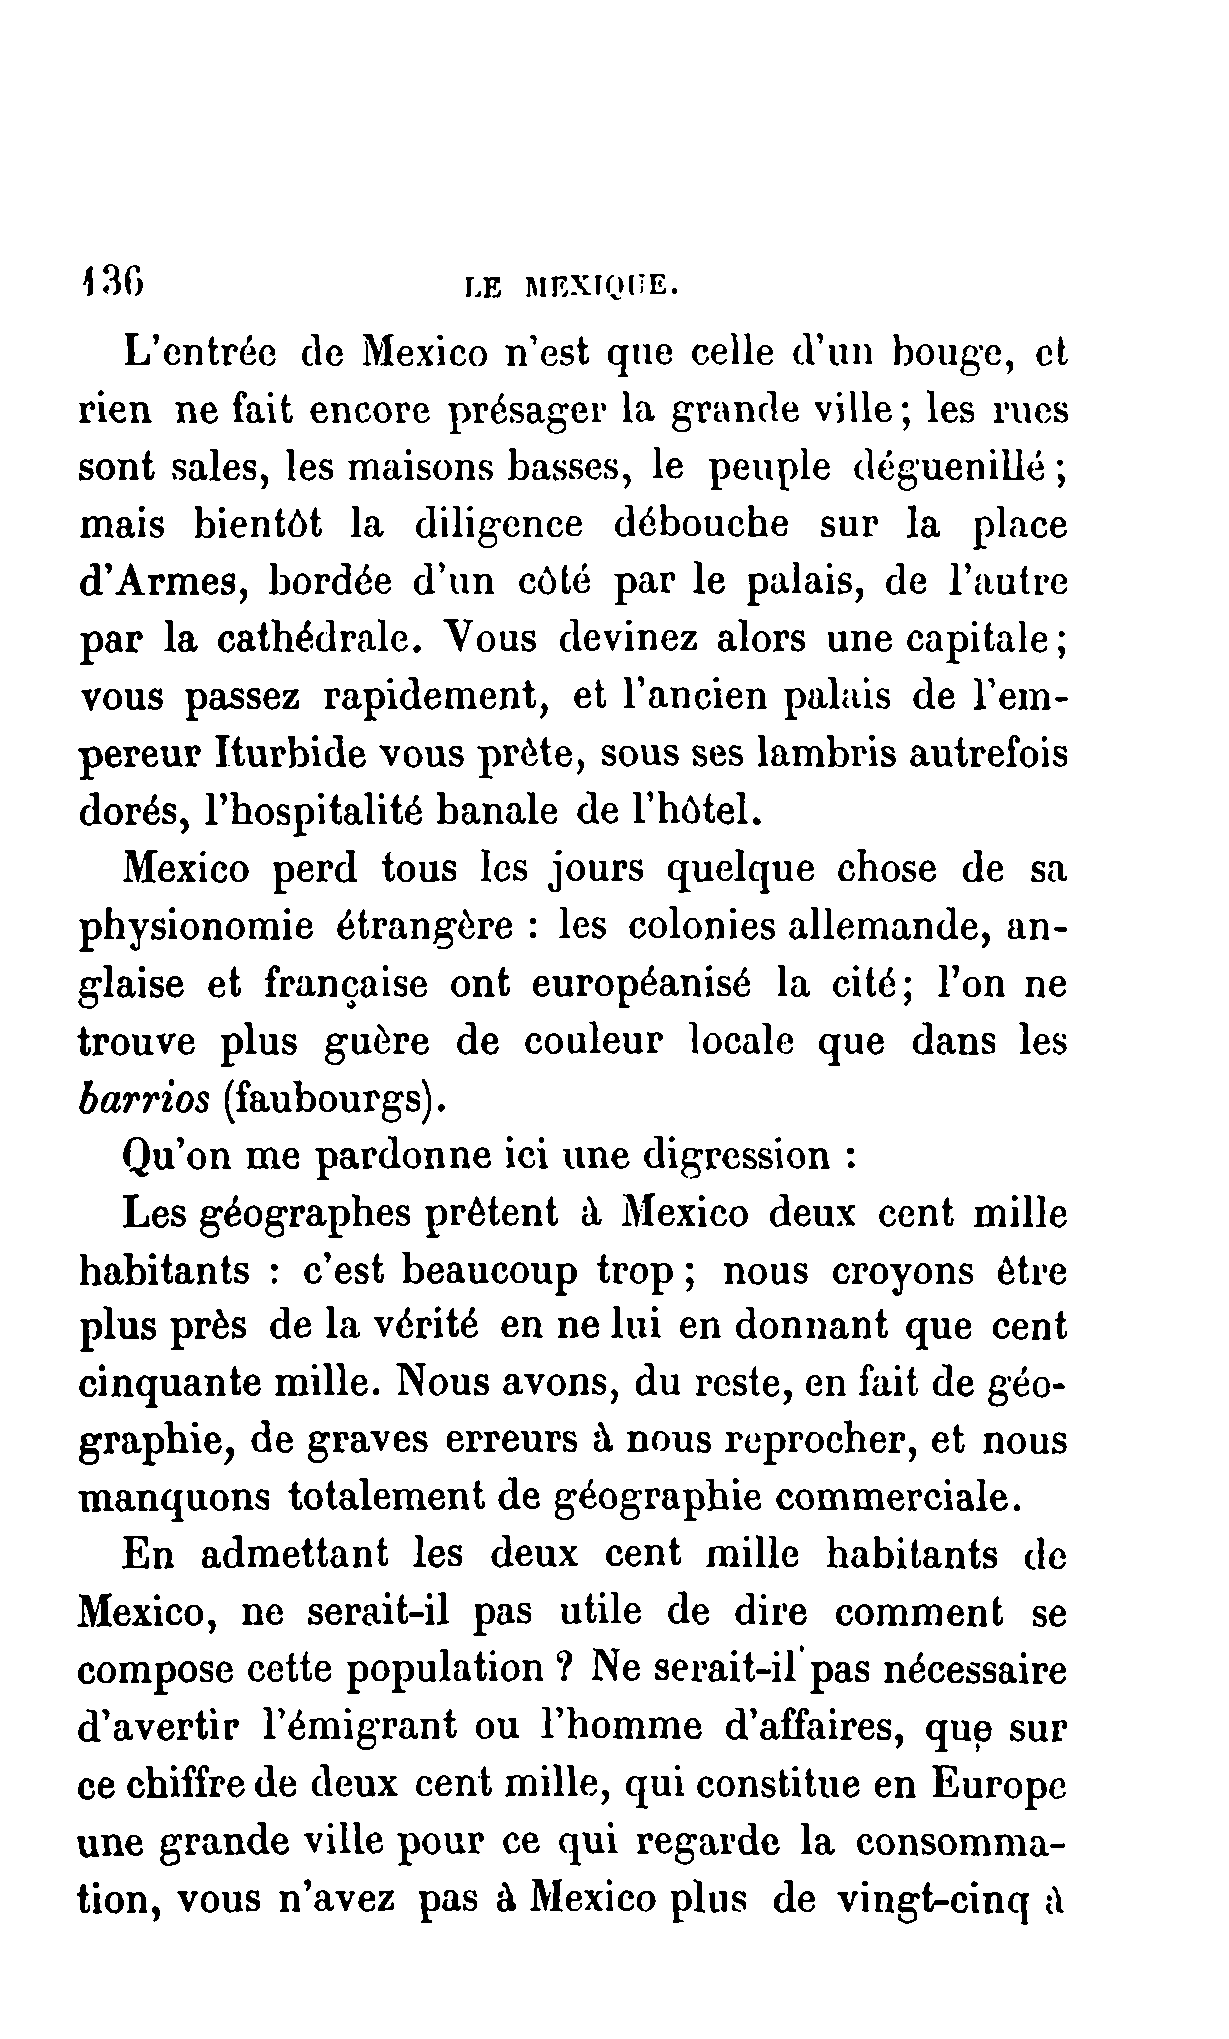 136 LE MEXIQUE.
L'entrée de Mexico n'est que celle d'un bouge, et
rien ne fait encore présager la grande ville; les rues
sont sales, les maisons basses, le peuple déguenillé;
mais bientôt la diligence débouche sur la place
d'Armes, bordée d'un côté par le palais, de l'autre
par la cathédrale. Vous devinez alors une capitale;
vous passez rapidement, et l'ancien palais de l'em-
pereur Iturbide vous prête, sous ses lambris autrefois
dorés, l'hospitalité banale de l'hôtel.
Mexico perd tous les jours quelque chose de sa
physionomie étrangère : les colonies allemande, an-
glaise et française ont européanisé la cité; l'on ne
trouve plus guère de couleur locale que dans les
barrios (faubourgs).
Qu'on me pardonne ici une digression :
Les géographes prêtent à Mexico deux cent mille
habitants : c'est beaucoup trop; nous croyons être
plus près de la vérité en ne lui en donnant que cent
cinquante mille. Nous avons, du reste, en fait de géo-
graphie, de graves erreurs à nous reprocher, et nous
manquons totalement de géographie commerciale.
En admettant les deux cent mille habitants de
Mexico, ne serait-il pas utile de dire comment se
compose cette population ? Ne serait-il pas nécessaire
d'avertir l'émigrant ou l'homme d'affaires, que sur
ce chiffre de deux cent mille, qui constitue en Europe
une grande ville pour ce qui regarde la consomma-
tion, vous n'avez pas à Mexico plus de vingt-cinq à